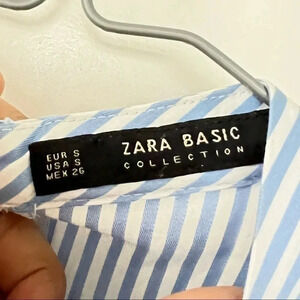 EUR S
USA S
MEX 26
ZARA BASIC
COLLECTION